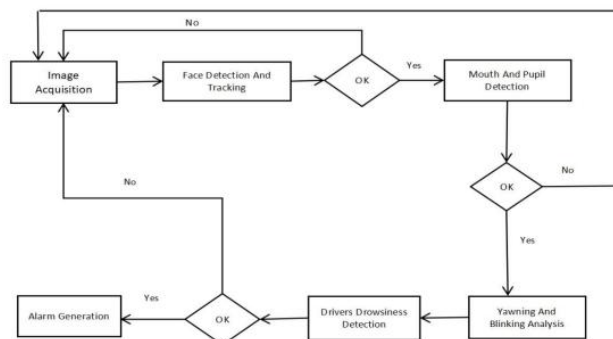 No
Image
Acquisition
Face Detection And
Tracking
OK
Yes
Mouth And Pupil
Detection
OK
No
Yes
No
Alarm Generation
Yes
OK
Drivers Drowsiness
Detection
Yawning And
Blinking Analysis